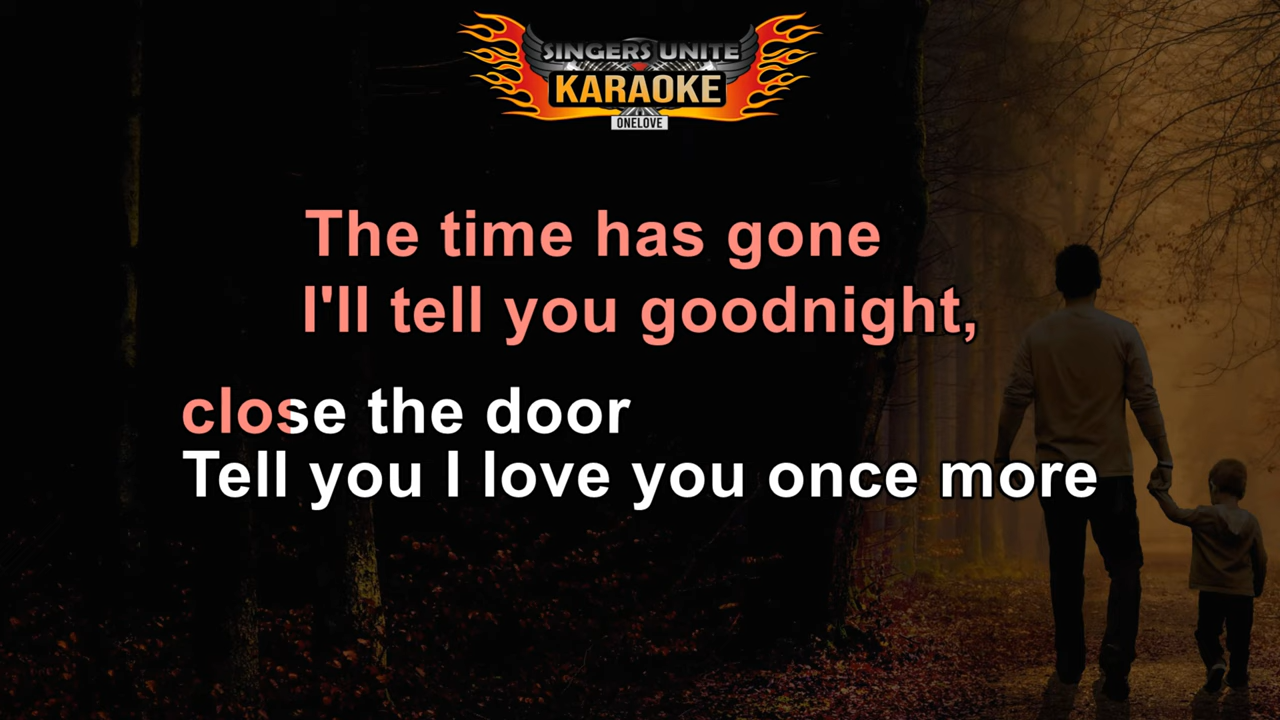 SINGERS UNITE
KARAOKE
ONELOVE
The time has gone
I'll tell you goodnight,
close the door
Tell you I love you once more